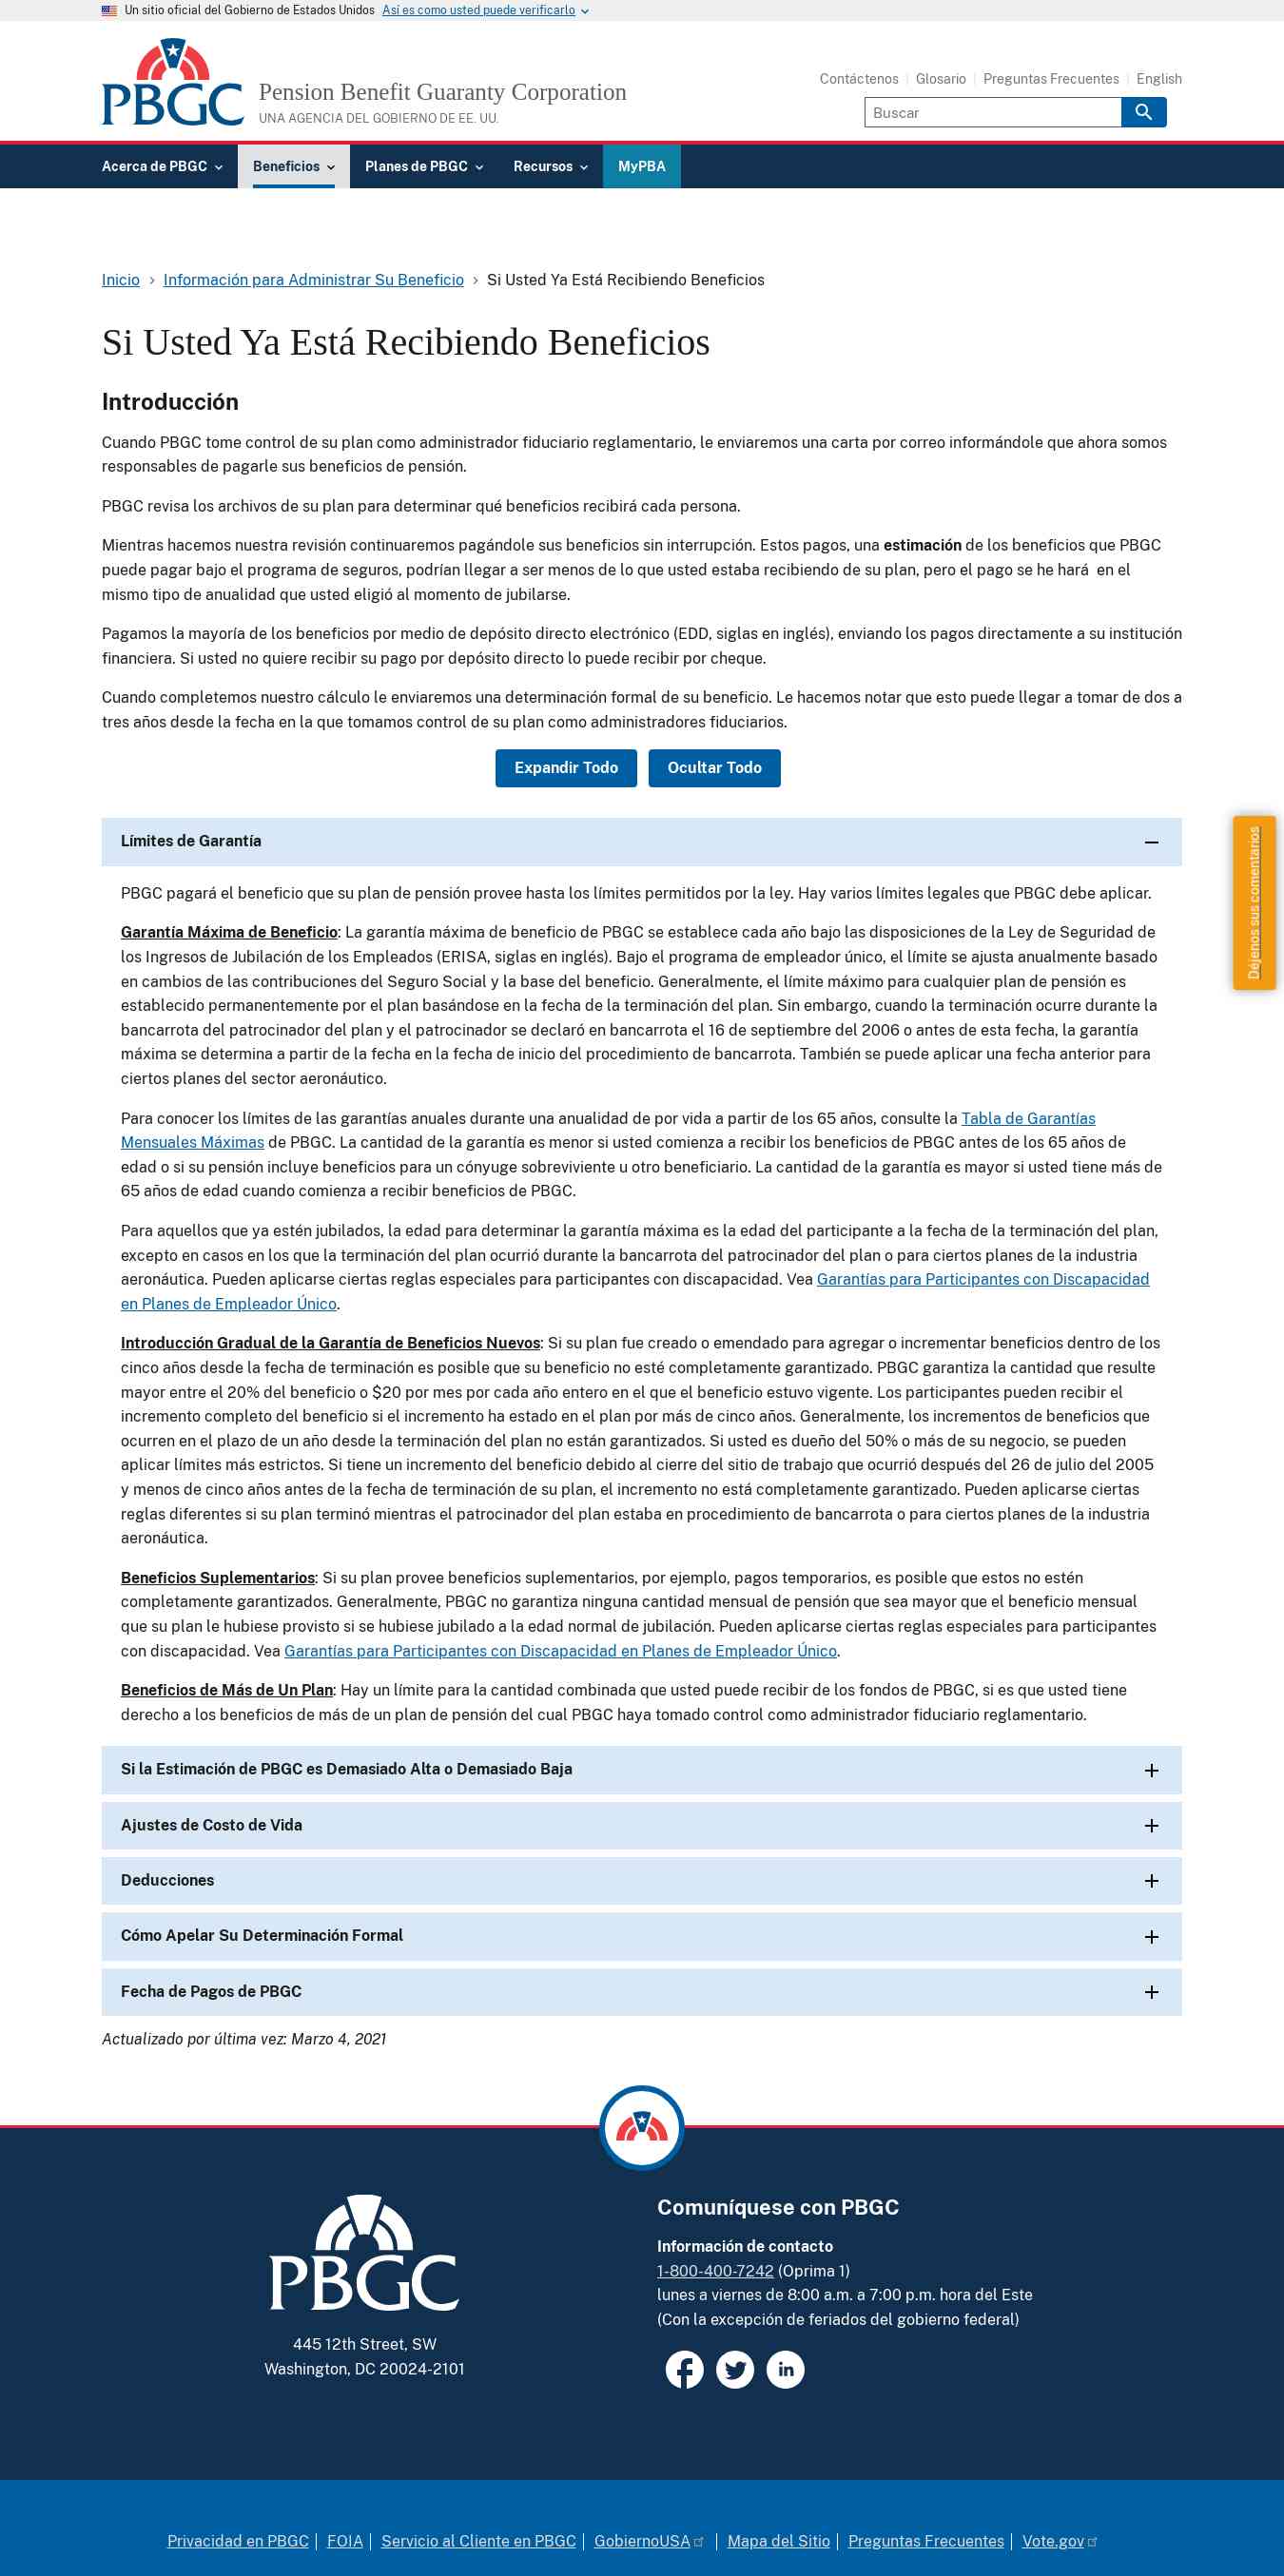 Un sitio oficial del Gobierno de Estados Unidos Así es como usted puede verificarlo
PBGC
Pension Benefit Guaranty Corporation
UNA AGENCIA DEL GOBIERNO DE EE. UU.
Contáctenos | Glosario | Preguntas Frecuentes | English
Buscar
Acerca de PBGC Beneficios Planes de PBGC Recursos MyPBA
Inicio > Información para Administrar Su Beneficio > Si Usted Ya Está Recibiendo Beneficios
Si Usted Ya Está Recibiendo Beneficios
Introducción
Cuando PBGC tome control de su plan como administrador fiduciario reglamentario, le enviaremos una carta por correo informándole que ahora somos
responsables de pagarle sus beneficios de pensión.
PBGC revisa los archivos de su plan para determinar qué beneficios recibirá cada persona.
Mientras hacemos nuestra revisión continuaremos pagándole sus beneficios sin interrupción. Estos pagos, una estimación de los beneficios que PBGC
puede pagar bajo el programa de seguros, podrían llegar a ser menos de lo que usted estaba recibiendo de su plan, pero el pago se he hará  en el
mismo tipo de anualidad que usted eligió al momento de jubilarse.
Pagamos la mayoría de los beneficios por medio de depósito directo electrónico (EDD, siglas en inglés), enviando los pagos directamente a su institución
financiera. Si usted no quiere recibir su pago por depósito directo lo puede recibir por cheque.
Cuando completemos nuestro cálculo le enviaremos una determinación formal de su beneficio. Le hacemos notar que esto puede llegar a tomar de dos a
tres años desde la fecha en la que tomamos control de su plan como administradores fiduciarios.
Expandir Todo Ocultar Todo
Límites de Garantía
Déjenos sus comentarios
PBGC pagará el beneficio que su plan de pensión provee hasta los límites permitidos por la ley. Hay varios límites legales que PBGC debe aplicar.
Garantía Máxima de Beneficio: La garantía máxima de beneficio de PBGC se establece cada año bajo las disposiciones de la Ley de Seguridad de
los Ingresos de Jubilación de los Empleados (ERISA, siglas en inglés). Bajo el programa de empleador único, el límite se ajusta anualmente basado
en cambios de las contribuciones del Seguro Social y la base del beneficio. Generalmente, el límite máximo para cualquier plan de pensión es
establecido permanentemente por el plan basándose en la fecha de la terminación del plan. Sin embargo, cuando la terminación ocurre durante la
bancarrota del patrocinador del plan y el patrocinador se declaró en bancarrota el 16 de septiembre del 2006 o antes de esta fecha, la garantía
máxima se determina a partir de la fecha en la fecha de inicio del procedimiento de bancarrota. También se puede aplicar una fecha anterior para
ciertos planes del sector aeronáutico.
Para conocer los límites de las garantías anuales durante una anualidad de por vida a partir de los 65 años, consulte la Tabla de Garantías
Mensuales Máximas de PBGC. La cantidad de la garantía es menor si usted comienza a recibir los beneficios de PBGC antes de los 65 años de
edad o si su pensión incluye beneficios para un cónyuge sobreviviente u otro beneficiario. La cantidad de la garantía es mayor si usted tiene más de
65 años de edad cuando comienza a recibir beneficios de PBGC.
Para aquellos que ya estén jubilados, la edad para determinar la garantía máxima es la edad del participante a la fecha de la terminación del plan,
excepto en casos en los que la terminación del plan ocurrió durante la bancarrota del patrocinador del plan o para ciertos planes de la industria
aeronáutica. Pueden aplicarse ciertas reglas especiales para participantes con discapacidad. Vea Garantías para Participantes con Discapacidad
en Planes de Empleador Único.
Introducción Gradual de la Garantía de Beneficios Nuevos: Si su plan fue creado o emendado para agregar o incrementar beneficios dentro de los
cinco años desde la fecha de terminación es posible que su beneficio no esté completamente garantizado. PBGC garantiza la cantidad que resulte
mayor entre el 20% del beneficio o $20 por mes por cada año entero en el que el beneficio estuvo vigente. Los participantes pueden recibir el
incremento completo del beneficio si el incremento ha estado en el plan por más de cinco años. Generalmente, los incrementos de beneficios que
ocurren en el plazo de un año desde la terminación del plan no están garantizados. Si usted es dueño del 50% o más de su negocio, se pueden
aplicar límites más estrictos. Si tiene un incremento del beneficio debido al cierre del sitio de trabajo que ocurrió después del 26 de julio del 2005
y menos de cinco años antes de la fecha de terminación de su plan, el incremento no está completamente garantizado. Pueden aplicarse ciertas
reglas diferentes si su plan terminó mientras el patrocinador del plan estaba en procedimiento de bancarrota o para ciertos planes de la industria
aeronáutica.
Beneficios Suplementarios: Si su plan provee beneficios suplementarios, por ejemplo, pagos temporarios, es posible que estos no estén
completamente garantizados. Generalmente, PBGC no garantiza ninguna cantidad mensual de pensión que sea mayor que el beneficio mensual
que su plan le hubiese provisto si se hubiese jubilado a la edad normal de jubilación. Pueden aplicarse ciertas reglas especiales para participantes
con discapacidad. Vea Garantías para Participantes con Discapacidad en Planes de Empleador Único.
Beneficios de Más de Un Plan: Hay un límite para la cantidad combinada que usted puede recibir de los fondos de PBGC, si es que usted tiene
derecho a los beneficios de más de un plan de pensión del cual PBGC haya tomado control como administrador fiduciario reglamentario.
Si la Estimación de PBGC es Demasiado Alta o Demasiado Baja
Ajustes de Costo de Vida
Deducciones
Cómo Apelar Su Determinación Formal
Fecha de Pagos de PBGC
Actualizado por última vez: Marzo 4, 2021
PBGC
445 12th Street, SW
Washington, DC 20024-2101
Comuníquese con PBGC
Información de contacto
1-800-400-7242 (Oprima 1)
lunes a viernes de 8:00 a.m. a 7:00 p.m. hora del Este
(Con la excepción de feriados del gobierno federal)
in
Privacidad en PBGC | FOIA | Servicio al Cliente en PBGC | GobiernoUSA | Mapa del Sitio | Preguntas Frecuentes | Vote.gov